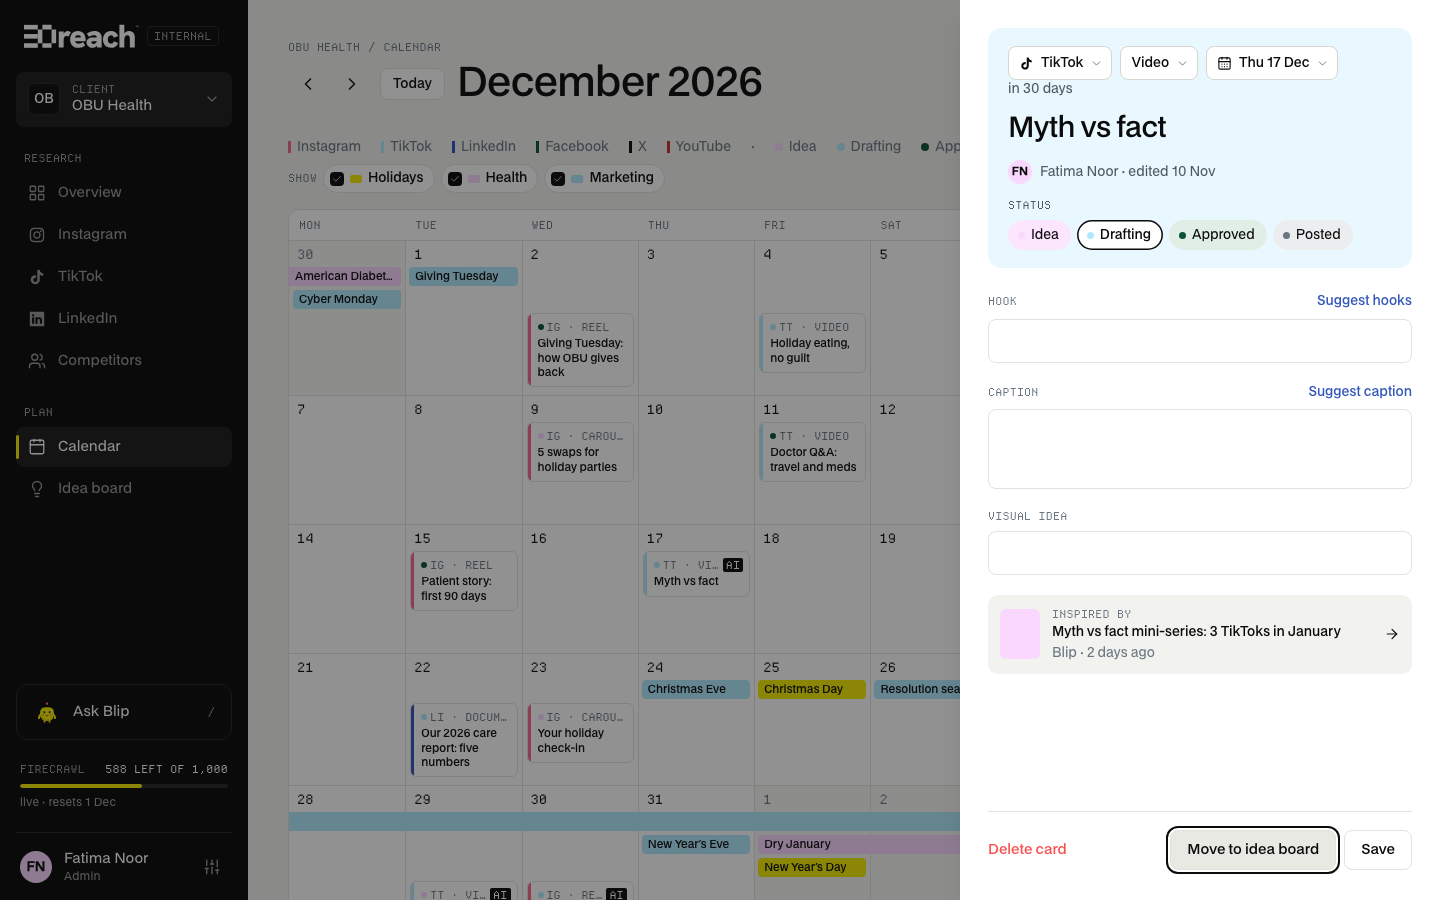 reach INTERNAL
OB
CLIENT
OBU Health
RESEARCH
Overview
Instagram
TikTok
LinkedIn
Competitors
PLAN
Calendar
Idea board
Ask Blip /
FIRECRAWL 588 LEFT OF 1,000
live · resets 1 Dec
FN
Fatima Noor
Admin
OBU HEALTH / CALENDAR
Today
December 2026
Instagram TikTok LinkedIn Facebook X YouTube · Idea Drafting App
SHOW Holidays Health Marketing
MON TUE WED THU FRI SAT
30 1 2 3 4 5
American Diabet... Giving Tuesday
Cyber Monday
IG · REEL
Giving Tuesday:
how OBU gives
back
TT · VIDEO
Holiday eating,
no guilt
7 8 9 10 11 12
IG · CAROU...
5 swaps for
holiday parties
TT · VIDEO
Doctor Q&A:
travel and meds
14 15 16 17 18 19
IG · REEL
Patient story:
first 90 days
TT · VI... AI
Myth vs fact
21 22 23 24 25 26
Christmas Eve Christmas Day Resolution sea
LI · DOCUM...
Our 2026 care
report: five
numbers
IG · CAROU...
Your holiday
check-in
28 29 30 31 1 2
New Year's Eve Dry January
New Year's Day
TT · VI... AI
IG · RE... AI
TikTok Video Thu 17 Dec
in 30 days
Myth vs fact
FN Fatima Noor · edited 10 Nov
STATUS
Idea Drafting Approved Posted
HOOK Suggest hooks
CAPTION Suggest caption
VISUAL IDEA
INSPIRED BY
Myth vs fact mini-series: 3 TikToks in January
Blip · 2 days ago
Delete card Move to idea board Save